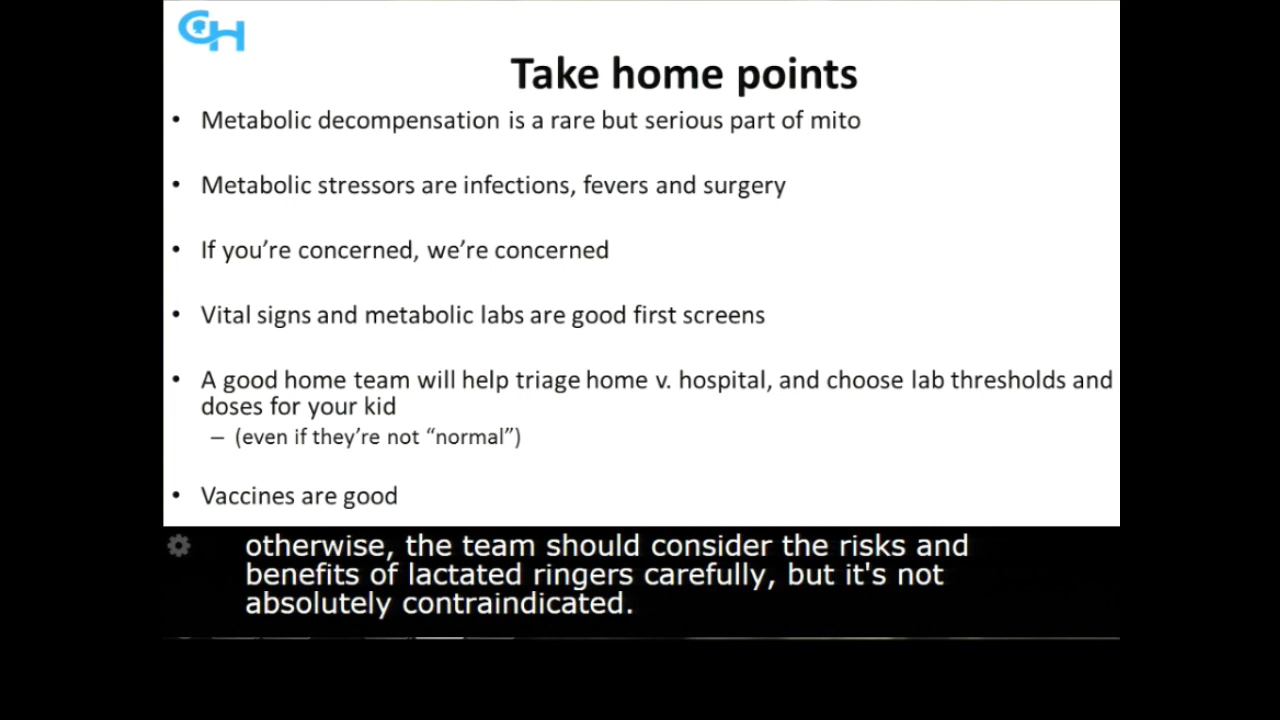 CH
Take home points
• Metabolic decompensation is a rare but serious part of mito
• Metabolic stressors are infections, fevers and surgery
• If you’re concerned, we’re concerned
• Vital signs and metabolic labs are good first screens
• A good home team will help triage home v. hospital, and choose lab thresholds and
doses for your kid
– (even if they’re not “normal”)
• Vaccines are good
otherwise, the team should consider the risks and
benefits of lactated ringers carefully, but it's not
absolutely contraindicated.